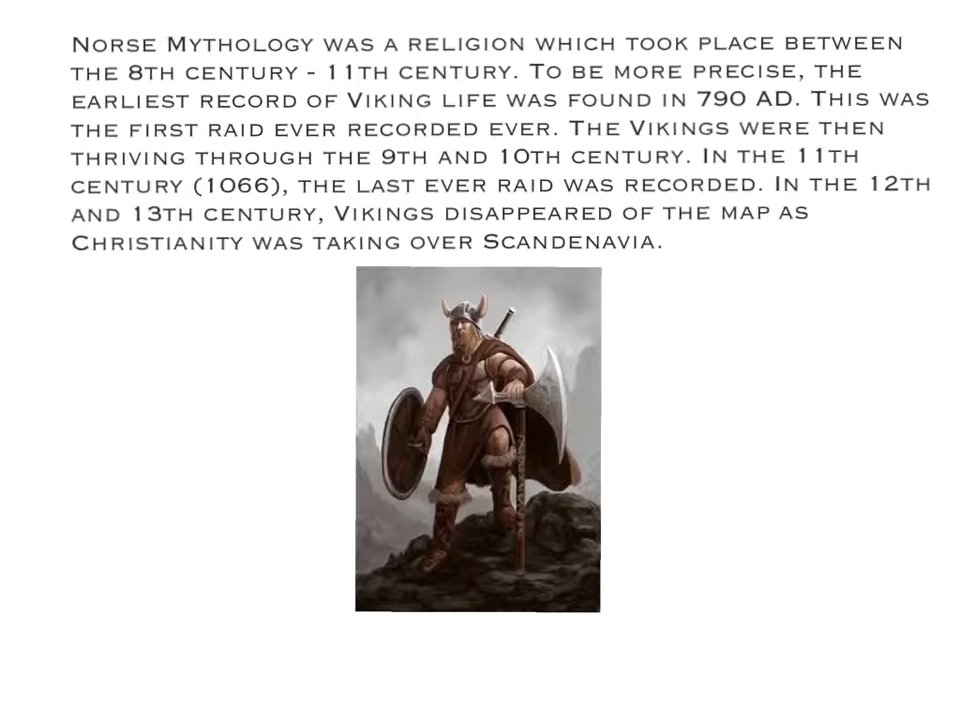 Norse Mythology was a religion which took place between
the 8th century - 11th century. To be more precise, the
earliest record of Viking life was found in 790 AD. This was
the first raid ever recorded ever. The Vikings were then
thriving through the 9th and 10th century. In the 11th
century (1066), the last ever raid was recorded. In the 12th
and 13th century, Vikings disappeared of the map as
Christianity was taking over Scandenavia.